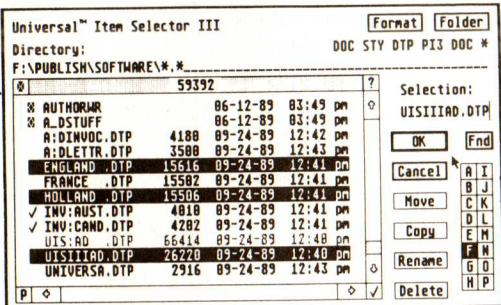 Universal™ Item Selector III
Format Folder
Directory: DOC STY DTP PI3 DOC *
F:\PUBLISH\SOFTWARE\*.*
59392 ?
AUTHORWR 06-12-89 03:49 pm
A_DSTUFF 06-12-89 03:49 pm
A:DINVOC.DTP 4180 09-24-89 12:42 pm
A:DLETTR.DTP 3500 09-24-89 12:43 pm
ENGLAND .DTP 15616 09-24-89 12:41 pm
FRANCE .DTP 15502 09-24-89 12:41 pm
HOLLAND .DTP 15506 09-24-89 12:41 pm
✓ INV:AUST.DTP 4010 09-24-89 12:41 pm
✓ INV:CAND.DTP 4202 09-24-89 12:41 pm
UIS:AD .DTP 66414 09-24-89 12:40 pm
UISIIIAD.DTP 26220 09-24-89 12:40 pm
UNIVERSA.DTP 2916 09-24-89 12:43 pm
P ✓
Selection:
UISIIIAD.DTP
OK Fnd
Cancel
Move
Copy
Rename
Delete
A I
B J
C K
D L
E M
F N
G O
H P